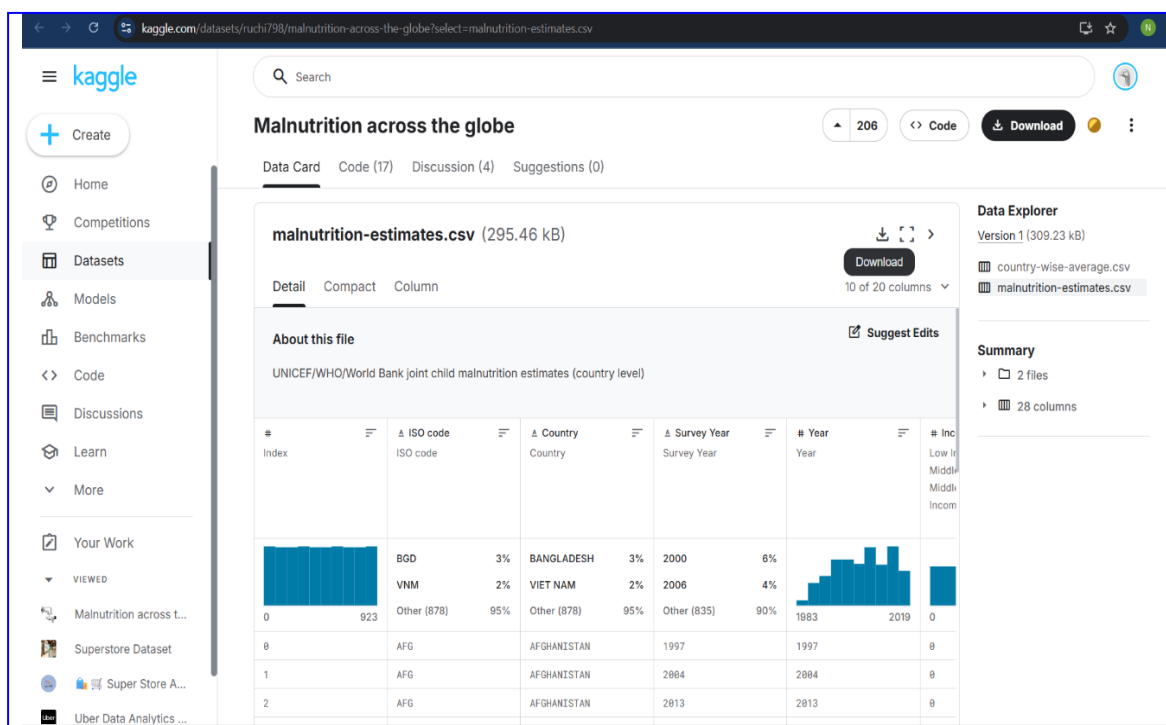 kaggle.com/datasets/ruchi798/malnutrition-across-the-globe?select=malnutrition-estimates.csv
N
kaggle
Search
Create
Home
Competitions
Datasets
Models
Benchmarks
Code
Discussions
Learn
More
Your Work
VIEWED
Malnutrition across t...
Superstore Dataset
Super Store A...
Uber
Uber Data Analytics ...
Malnutrition across the globe
206
<> Code
Download
Data Card Code (17) Discussion (4) Suggestions (0)
malnutrition-estimates.csv (295.46 kB)
Download
Detail Compact Column
10 of 20 columns
About this file
Suggest Edits
UNICEF/WHO/World Bank joint child malnutrition estimates (country level)
# A ISO code A Country A Survey Year # Year # Inc
Index ISO code Country Survey Year Year Low In
Middle
Middle
Incom
BGD 3% BANGLADESH 3% 2000 6%
VNM 2% VIET NAM 2% 2006 4%
Other (878) 95% Other (878) 95% Other (835) 90%
0 923 1983 2019 0
0 AFG AFGHANISTAN 1997 1997 0
1 AFG AFGHANISTAN 2004 2004 0
2 AFG AFGHANISTAN 2013 2013 0
Data Explorer
Version 1 (309.23 kB)
country-wise-average.csv
malnutrition-estimates.csv
Summary
2 files
28 columns